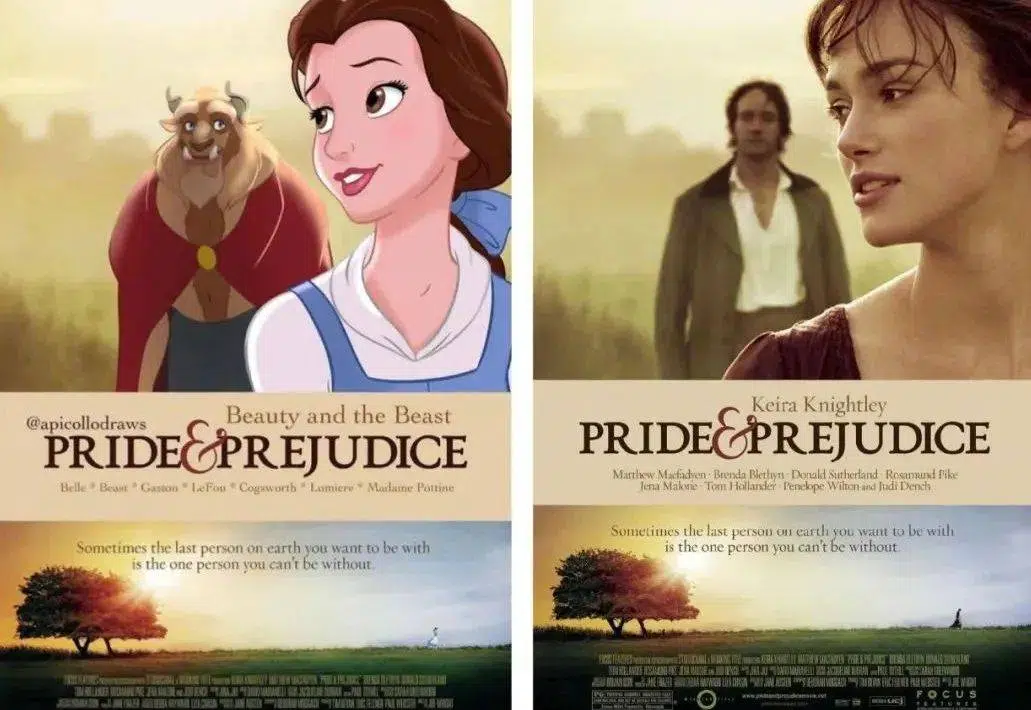 @apicollodraws
Beauty and the Beast
PRIDE & PREJUDICE
Belle * Beast * Gaston * LeFou * Cogsworth * Lumiere * Madame Pottine
Sometimes the last person on earth you want to be with
is the one person you can't be without.
Keira Knightley
PRIDE & PREJUDICE
Matthew Macfadyen · Brenda Blethyn · Donald Sutherland · Rosamund Pike
Jena Malone · Tom Hollander · Penelope Wilton and Judi Dench
Sometimes the last person on earth you want to be with
is the one person you can't be without.
FOCUS
FEATURES